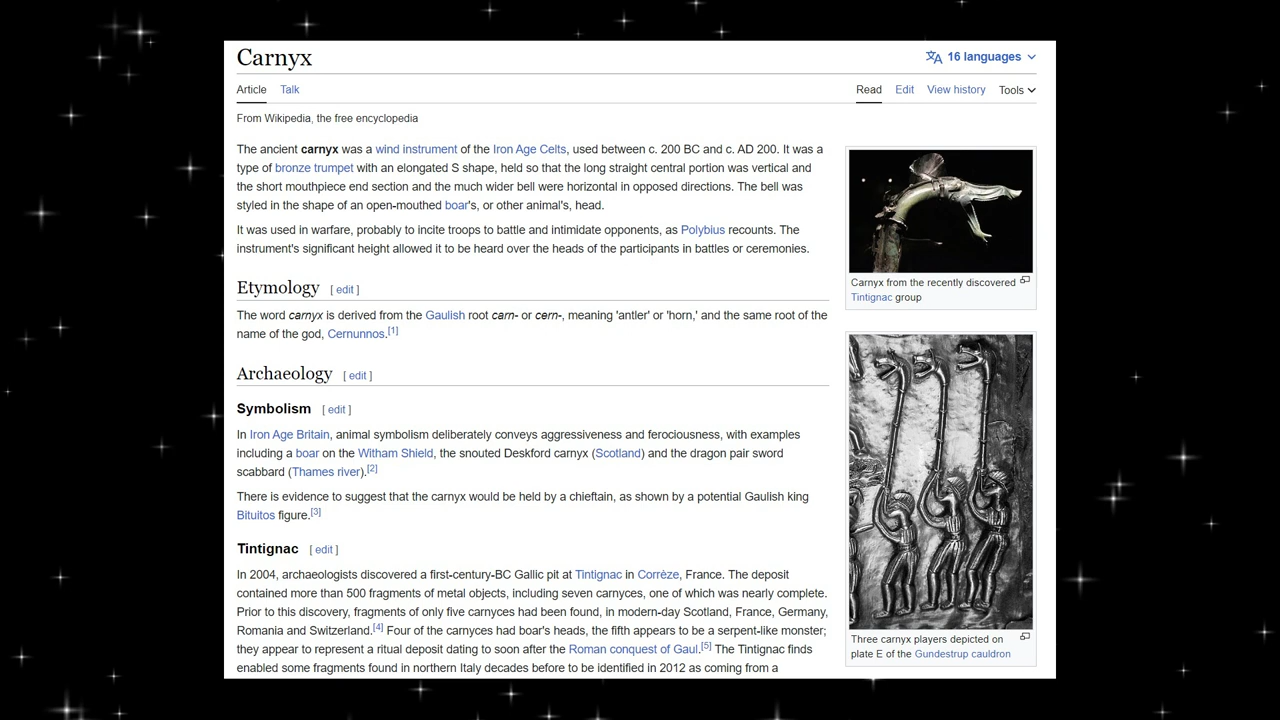 Carnyx
16 languages
Article Talk Read Edit View history Tools
From Wikipedia, the free encyclopedia
The ancient carnyx was a wind instrument of the Iron Age Celts, used between c. 200 BC and c. AD 200. It was a
type of bronze trumpet with an elongated S shape, held so that the long straight central portion was vertical and
the short mouthpiece end section and the much wider bell were horizontal in opposed directions. The bell was
styled in the shape of an open-mouthed boar's, or other animal's, head.
It was used in warfare, probably to incite troops to battle and intimidate opponents, as Polybius recounts. The
instrument's significant height allowed it to be heard over the heads of the participants in battles or ceremonies.
Carnyx from the recently discovered
Tintignac group
Etymology [ edit ]
The word carnyx is derived from the Gaulish root carn- or cern-, meaning 'antler' or 'horn,' and the same root of the
name of the god, Cernunnos.[1]
Archaeology [ edit ]
Symbolism [ edit ]
In Iron Age Britain, animal symbolism deliberately conveys aggressiveness and ferociousness, with examples
including a boar on the Witham Shield, the snouted Deskford carnyx (Scotland) and the dragon pair sword
scabbard (Thames river).[2]
There is evidence to suggest that the carnyx would be held by a chieftain, as shown by a potential Gaulish king
Bituitos figure.[3]
Tintignac [ edit ]
In 2004, archaeologists discovered a first-century-BC Gallic pit at Tintignac in Corrèze, France. The deposit
contained more than 500 fragments of metal objects, including seven carnyces, one of which was nearly complete.
Prior to this discovery, fragments of only five carnyces had been found, in modern-day Scotland, France, Germany,
Romania and Switzerland.[4] Four of the carnyces had boar's heads, the fifth appears to be a serpent-like monster;
they appear to represent a ritual deposit dating to soon after the Roman conquest of Gaul.[5] The Tintignac finds
enabled some fragments found in northern Italy decades before to be identified in 2012 as coming from a
Three carnyx players depicted on
plate E of the Gundestrup cauldron